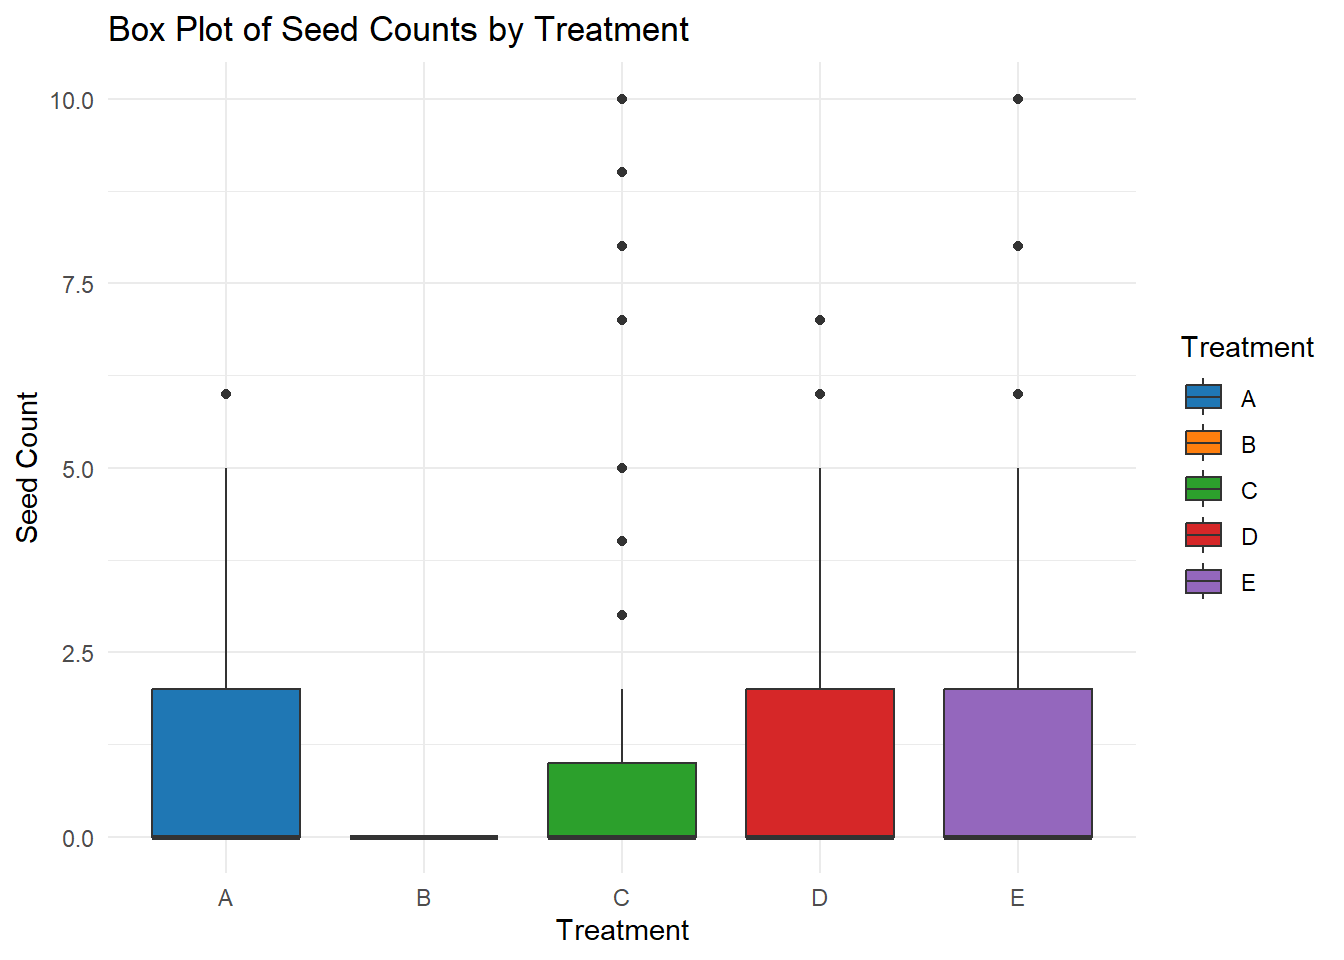 Box Plot of Seed Counts by Treatment
10.0
7.5
5.0
2.5
0.0
Seed Count
A B C D E
Treatment
Treatment
A
B
C
D
E